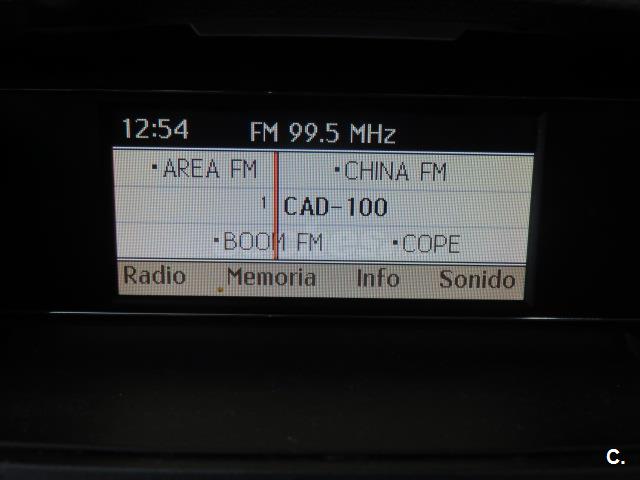 12:54 FM 99.5 MHz
·AREA FM ·CHINA FM
1 CAD-100
·BOOM FM ·COPE
Radio Memoria Info Sonido
C.